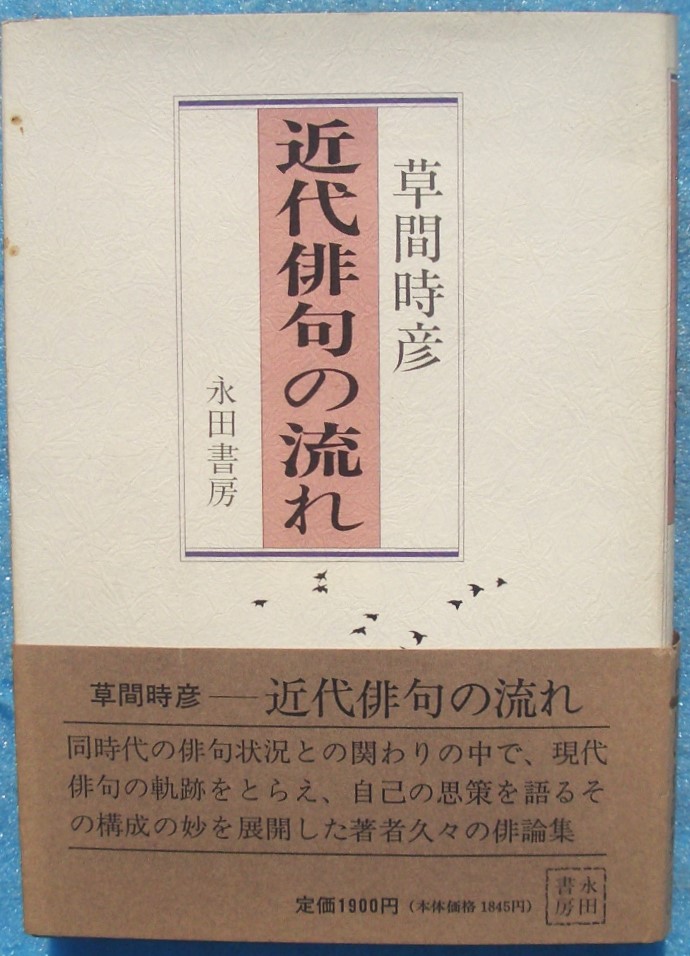 草間時彦
近代俳句の流れ
永田書房
草間時彦──近代俳句の流れ
同時代の俳句状況との関わりの中で、現代
俳句の軌跡をとらえ、自己の思策を語るそ
の構成の妙を展開した著者久々の俳論集
定価1900円（本体価格1845円）
永田
書房